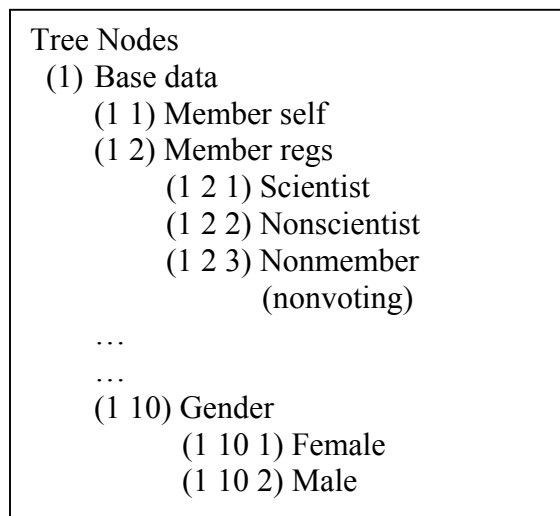 Tree Nodes
(1) Base data
(1 1) Member self
(1 2) Member regs
(1 2 1) Scientist
(1 2 2) Nonscientist
(1 2 3) Nonmember
(nonvoting)
…
…
(1 10) Gender
(1 10 1) Female
(1 10 2) Male